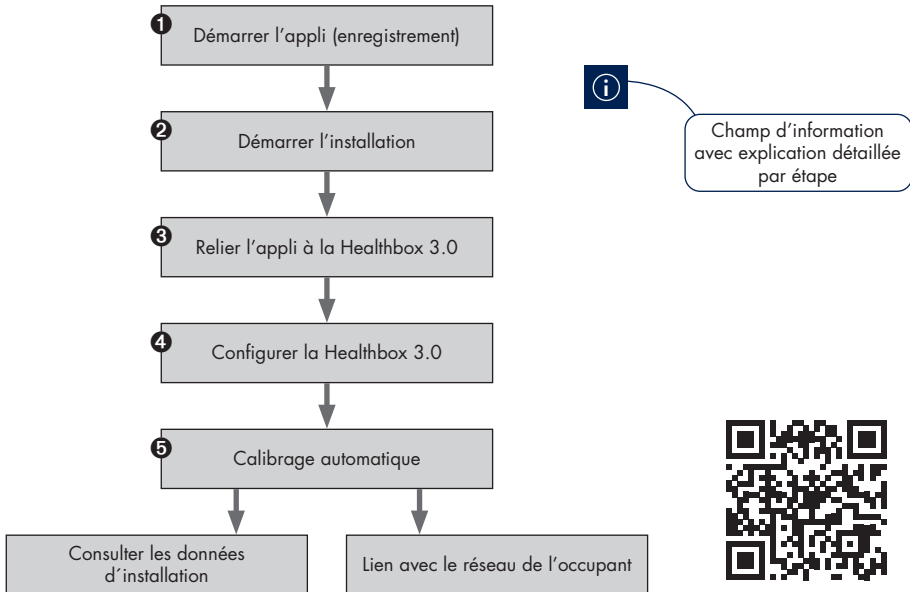 ❶ Démarrer l’appli (enregistrement)
Champ d’information
avec explication détaillée
par étape
❷ Démarrer l’installation
❸ Relier l’appli à la Healthbox 3.0
❹ Configurer la Healthbox 3.0
❺ Calibrage automatique
Consulter les données
d’installation
Lien avec le réseau de l’occupant